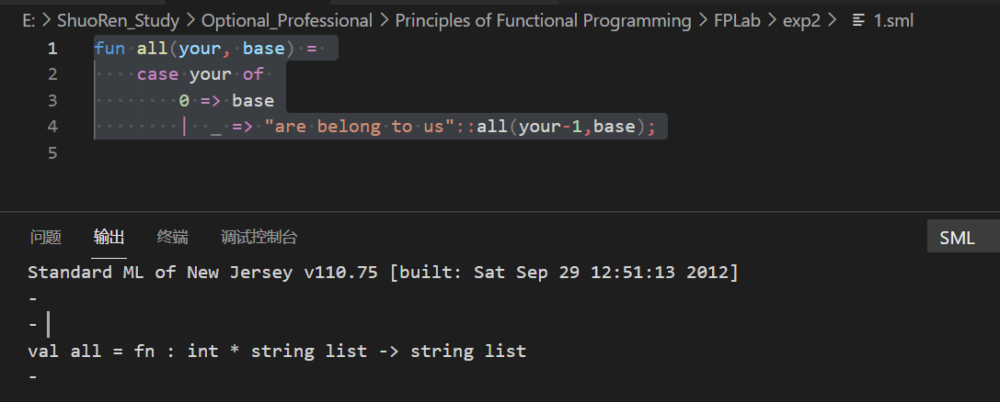 E: > ShuoRen_Study > Optional_Professional > Principles of Functional Programming > FPLab > exp2 > 1.sml
1 fun all(your, base) =
2 case your of
3 0 => base
4 | _ => "are belong to us"::all(your-1,base);
5
问题 输出 终端 调试控制台 SML
Standard ML of New Jersey v110.75 [built: Sat Sep 29 12:51:13 2012]
-
-
val all = fn : int * string list -> string list
-